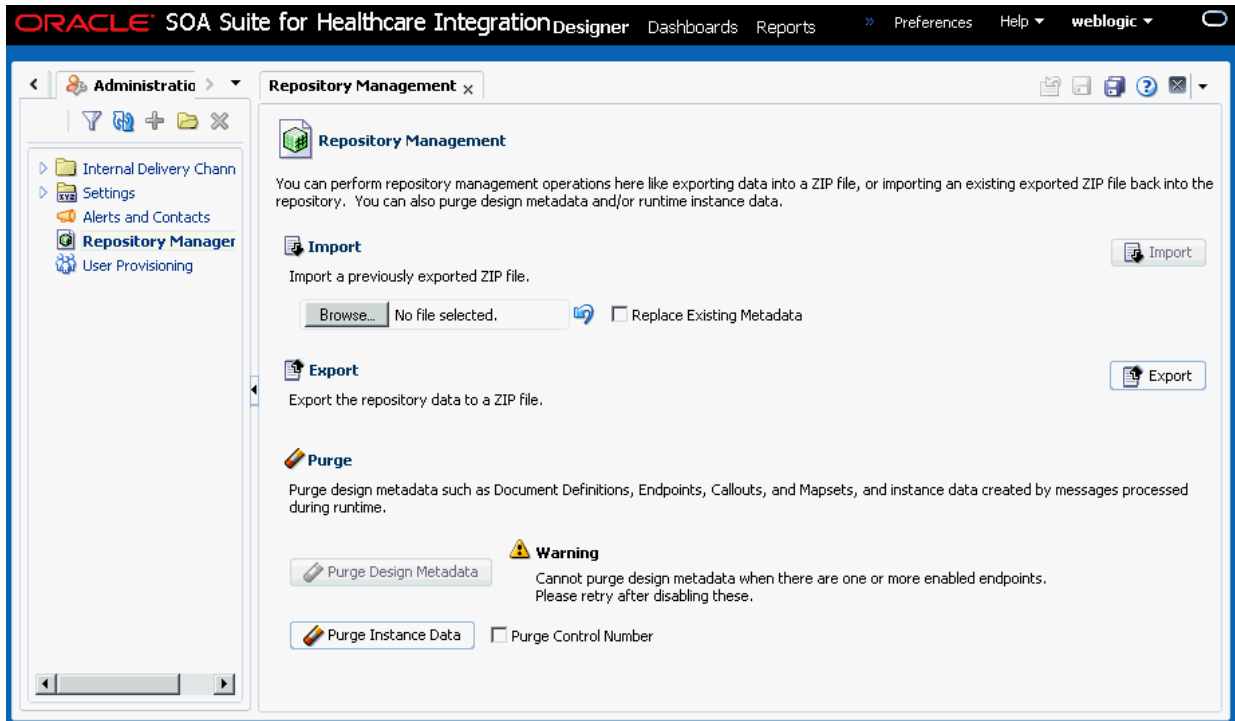 ORACLE SOA Suite for Healthcare Integration Designer Dashboards Reports » Preferences Help weblogic
Administratio
Repository Management x
Internal Delivery Chann
Settings
Alerts and Contacts
Repository Manager
User Provisioning
Repository Management
You can perform repository management operations here like exporting data into a ZIP file, or importing an existing exported ZIP file back into the
repository. You can also purge design metadata and/or runtime instance data.
Import
Import
Import a previously exported ZIP file.
Browse... No file selected. Replace Existing Metadata
Export
Export
Export the repository data to a ZIP file.
Purge
Purge design metadata such as Document Definitions, Endpoints, Callouts, and Mapsets, and instance data created by messages processed
during runtime.
Purge Design Metadata
Warning
Cannot purge design metadata when there are one or more enabled endpoints.
Please retry after disabling these.
Purge Instance Data Purge Control Number